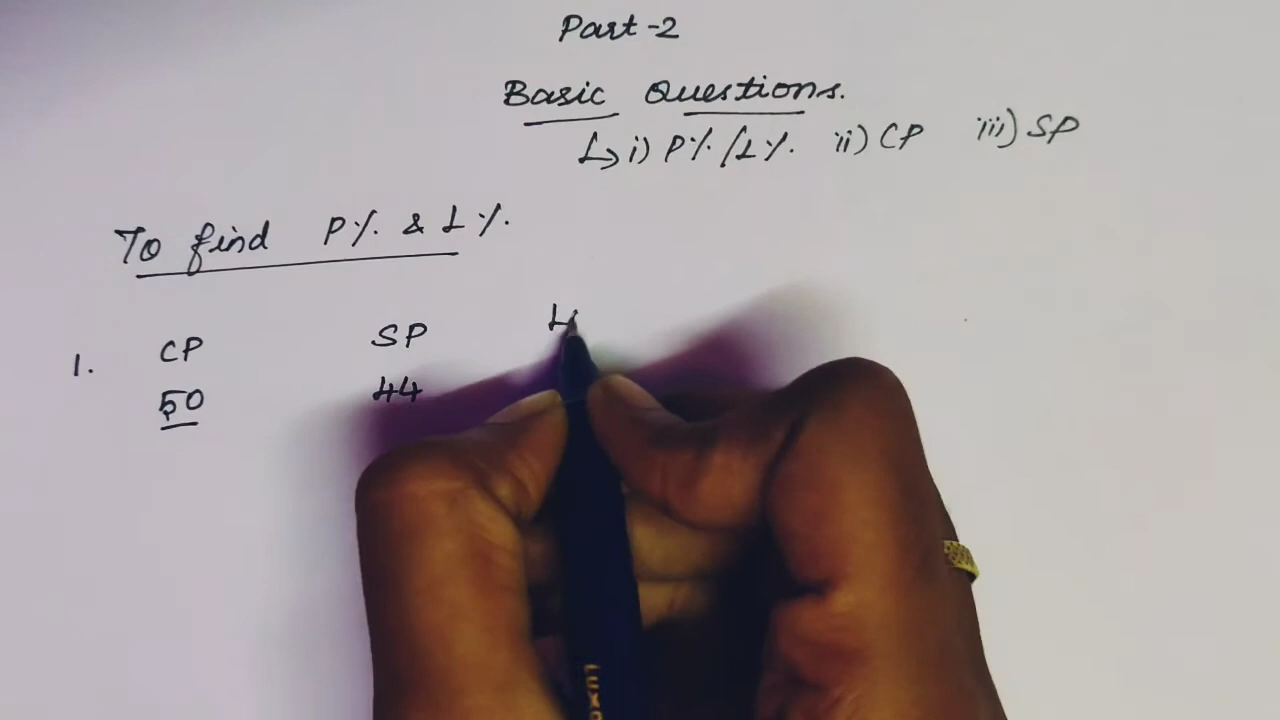 Part-2
Basic Questions.
↳ i) P% / L% ii) CP iii) SP
To find P% & L%.
1. CP SP
50 44